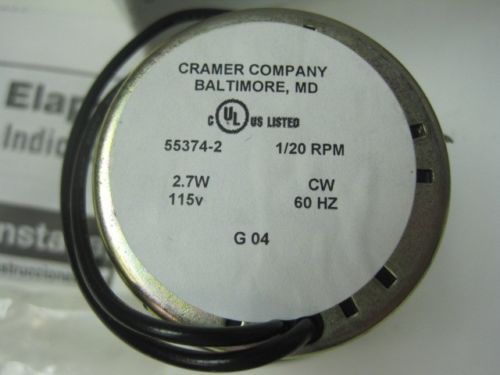 CRAMER COMPANY
BALTIMORE, MD
C UL US LISTED
55374-2 1/20 RPM
2.7W CW
115v 60 HZ
G 04
Elap
Indic
nsta